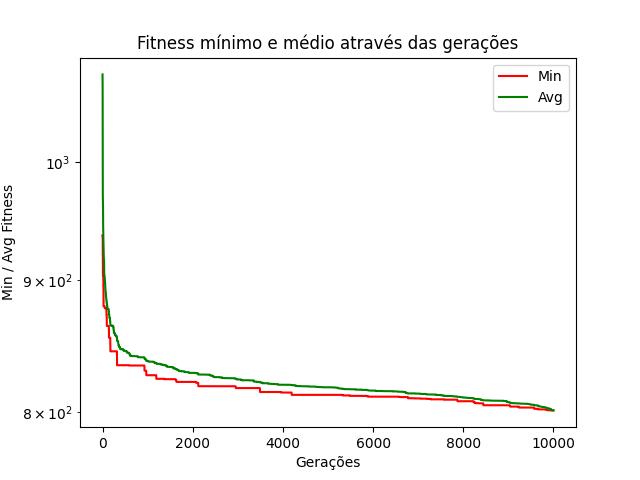 Fitness mínimo e médio através das gerações
Min
Avg
10³
9 × 10²
8 × 10²
Min / Avg Fitness
0 2000 4000 6000 8000 10000
Gerações